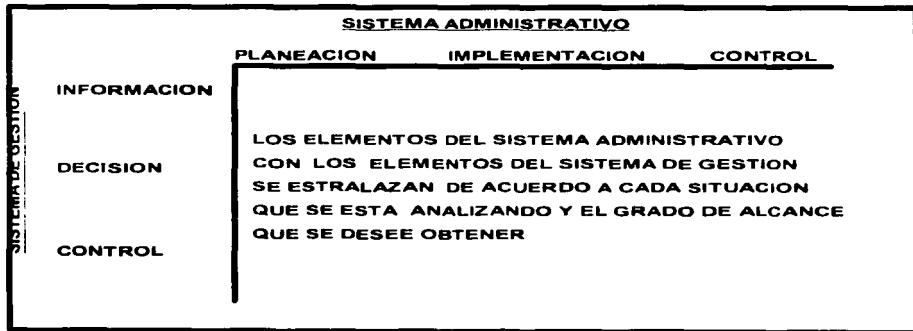 SISTEMA ADMINISTRATIVO
PLANEACION IMPLEMENTACION CONTROL
INFORMACION
SISTEMA DE GESTION
LOS ELEMENTOS DEL SISTEMA ADMINISTRATIVO
DECISION CON LOS ELEMENTOS DEL SISTEMA DE GESTION
SE ESTRALAZAN DE ACUERDO A CADA SITUACION
QUE SE ESTA ANALIZANDO Y EL GRADO DE ALCANCE
QUE SE DESEE OBTENER
CONTROL